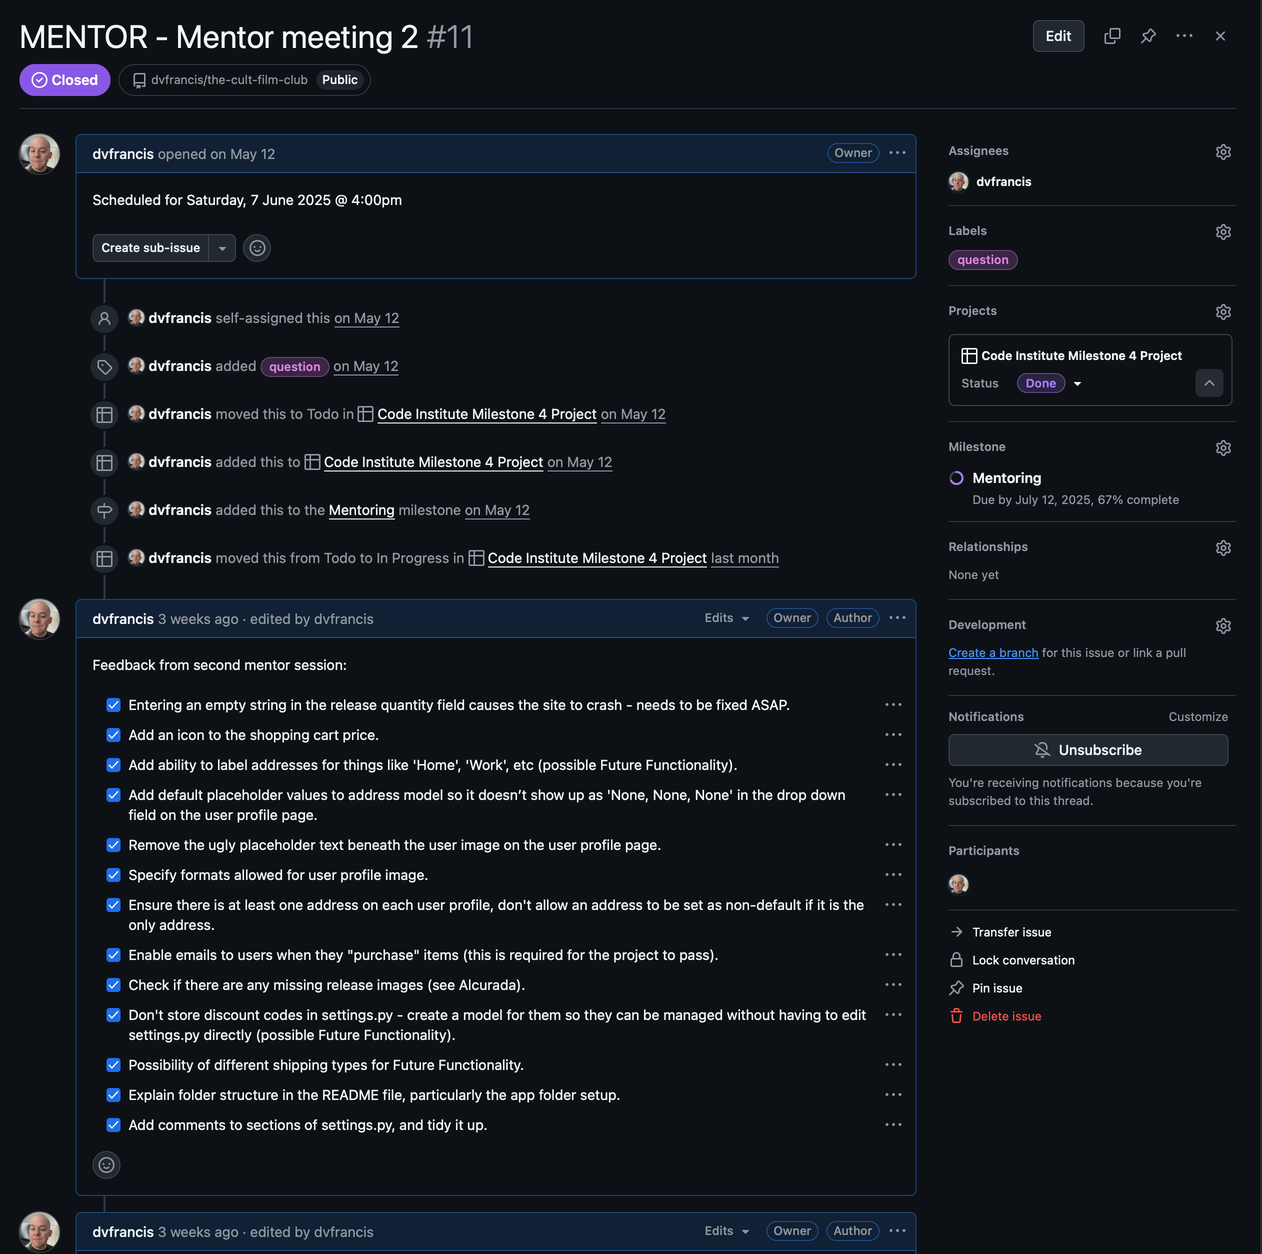 MENTOR - Mentor meeting 2 #11
Edit
Closed
dvfrancis/the-cult-film-club Public
dvfrancis opened on May 12
Owner
Scheduled for Saturday, 7 June 2025 @ 4:00pm
Create sub-issue
dvfrancis self-assigned this on May 12
dvfrancis added question on May 12
dvfrancis moved this to Todo in Code Institute Milestone 4 Project on May 12
dvfrancis added this to Code Institute Milestone 4 Project on May 12
dvfrancis added this to the Mentoring milestone on May 12
dvfrancis moved this from Todo to In Progress in Code Institute Milestone 4 Project last month
dvfrancis 3 weeks ago · edited by dvfrancis
Edits
Owner
Author
Feedback from second mentor session:
Entering an empty string in the release quantity field causes the site to crash - needs to be fixed ASAP.
Add an icon to the shopping cart price.
Add ability to label addresses for things like 'Home', 'Work', etc (possible Future Functionality).
Add default placeholder values to address model so it doesn’t show up as 'None, None, None' in the drop down
field on the user profile page.
Remove the ugly placeholder text beneath the user image on the user profile page.
Specify formats allowed for user profile image.
Ensure there is at least one address on each user profile, don't allow an address to be set as non-default if it is the
only address.
Enable emails to users when they "purchase" items (this is required for the project to pass).
Check if there are any missing release images (see Alcurada).
Don't store discount codes in settings.py - create a model for them so they can be managed without having to edit
settings.py directly (possible Future Functionality).
Possibility of different shipping types for Future Functionality.
Explain folder structure in the README file, particularly the app folder setup.
Add comments to sections of settings.py, and tidy it up.
dvfrancis 3 weeks ago · edited by dvfrancis
Edits
Owner
Author
Assignees
dvfrancis
Labels
question
Projects
Code Institute Milestone 4 Project
Status Done
Milestone
Mentoring
Due by July 12, 2025, 67% complete
Relationships
None yet
Development
Create a branch for this issue or link a pull
request.
Notifications
Customize
Unsubscribe
You're receiving notifications because you're
subscribed to this thread.
Participants
Transfer issue
Lock conversation
Pin issue
Delete issue